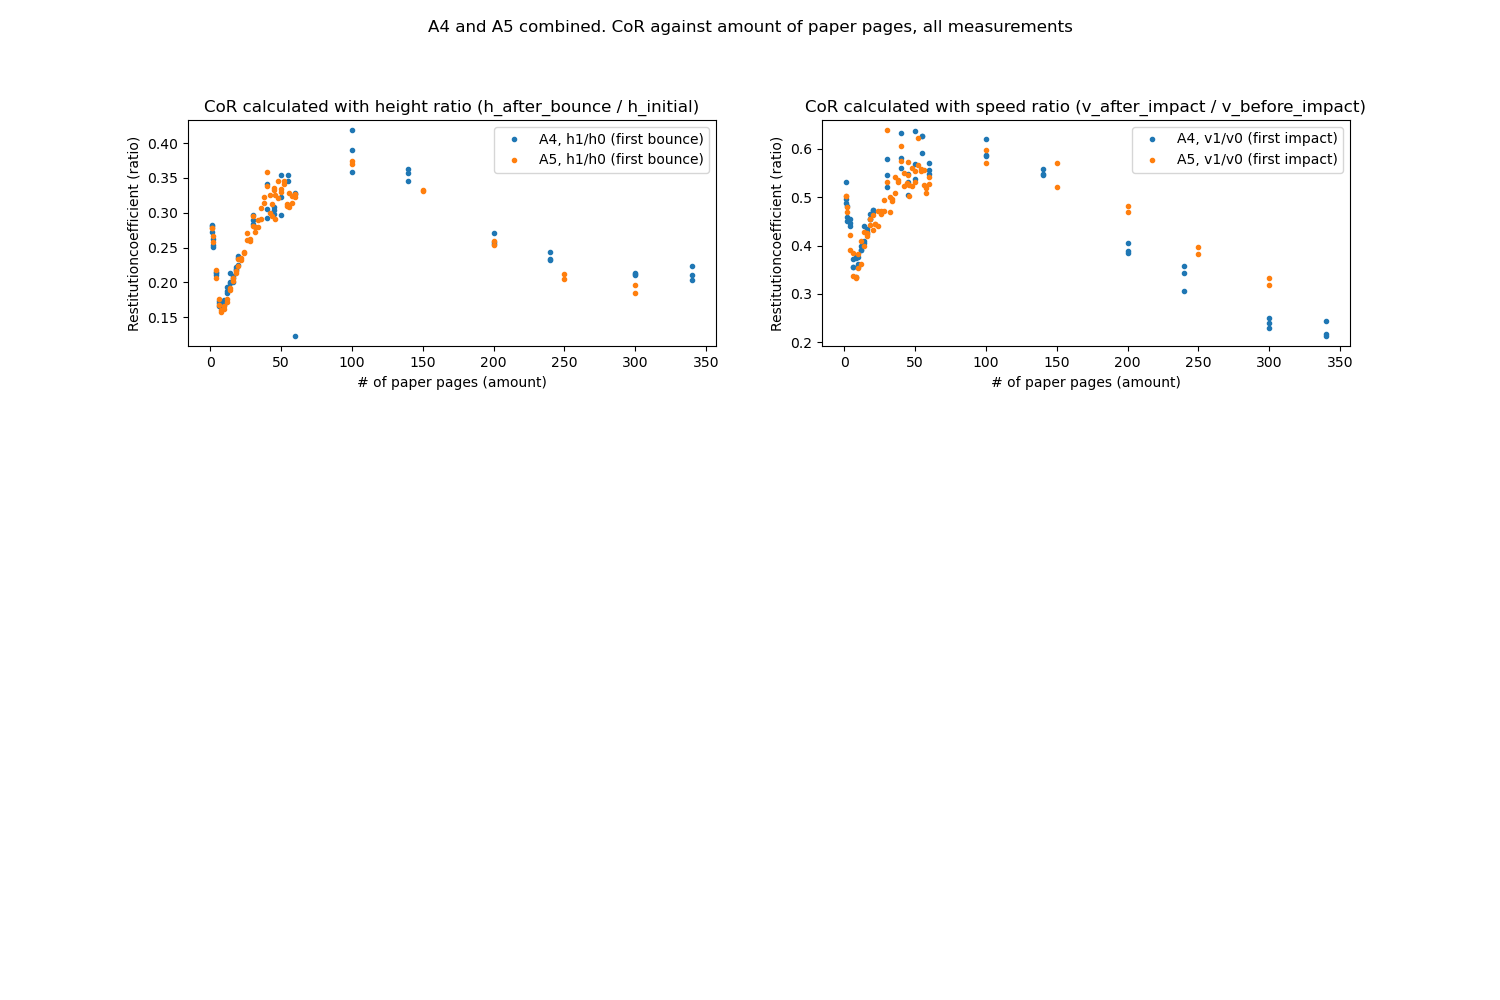 A4 and A5 combined. CoR against amount of paper pages, all measurements
CoR calculated with height ratio (h_after_bounce / h_initial)
Restitutioncoefficient (ratio)
0.40
0.35
0.30
0.25
0.20
0.15
A4, h1/h0 (first bounce)
A5, h1/h0 (first bounce)
0 50 100 150 200 250 300 350
# of paper pages (amount)
CoR calculated with speed ratio (v_after_impact / v_before_impact)
Restitutioncoefficient (ratio)
0.6
0.5
0.4
0.3
0.2
A4, v1/v0 (first impact)
A5, v1/v0 (first impact)
0 50 100 150 200 250 300 350
# of paper pages (amount)